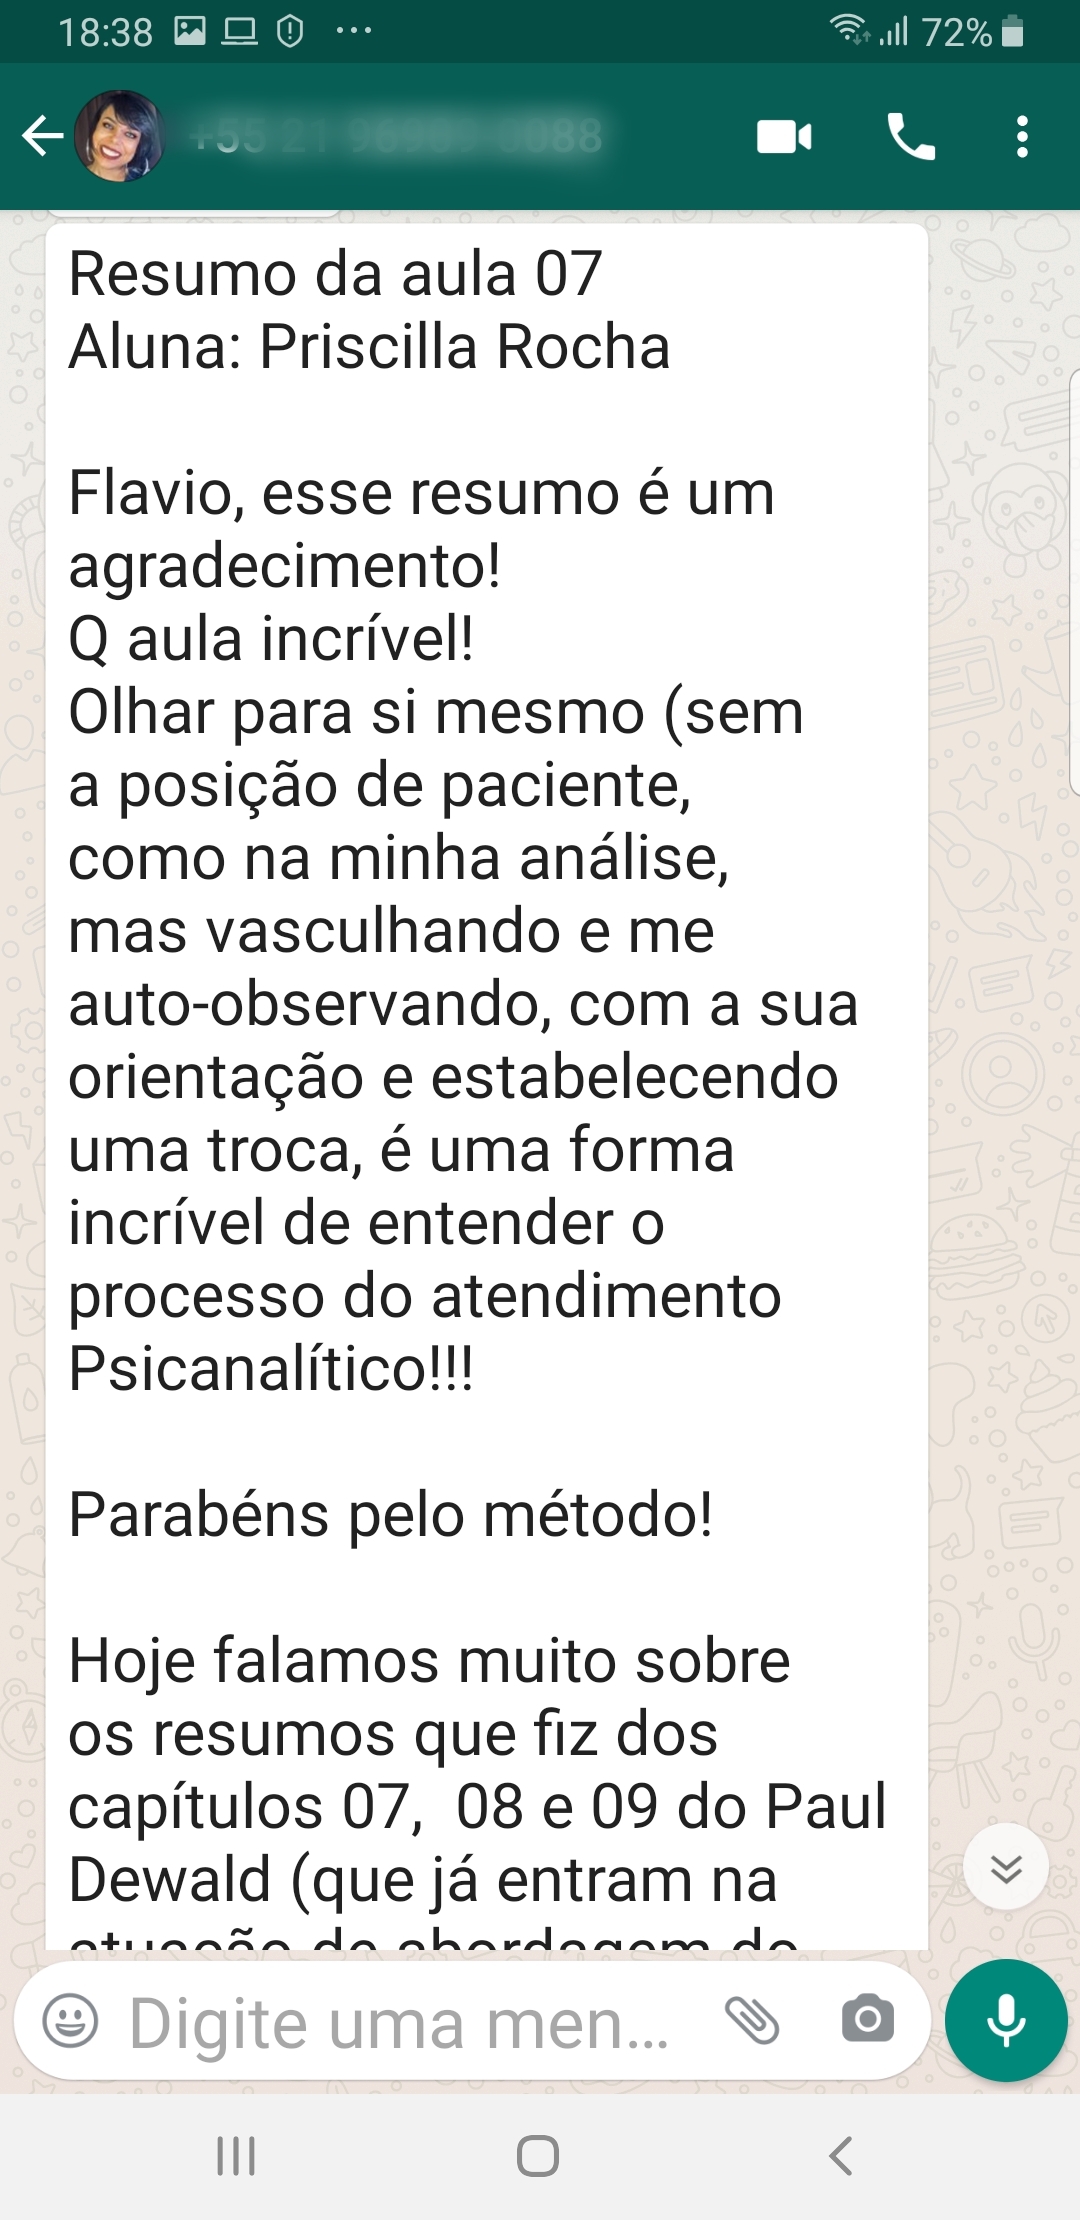 18:38
72%
Resumo da aula 07
Aluna: Priscilla Rocha
Flavio, esse resumo é um
agradecimento!
Q aula incrível!
Olhar para si mesmo (sem
a posição de paciente,
como na minha análise,
mas vasculhando e me
auto-observando, com a sua
orientação e estabelecendo
uma troca, é uma forma
incrível de entender o
processo do atendimento
Psicanalítico!!!
Parabéns pelo método!
Hoje falamos muito sobre
os resumos que fiz dos
capítulos 07,  08 e 09 do Paul
Dewald (que já entram na
Digite uma men...